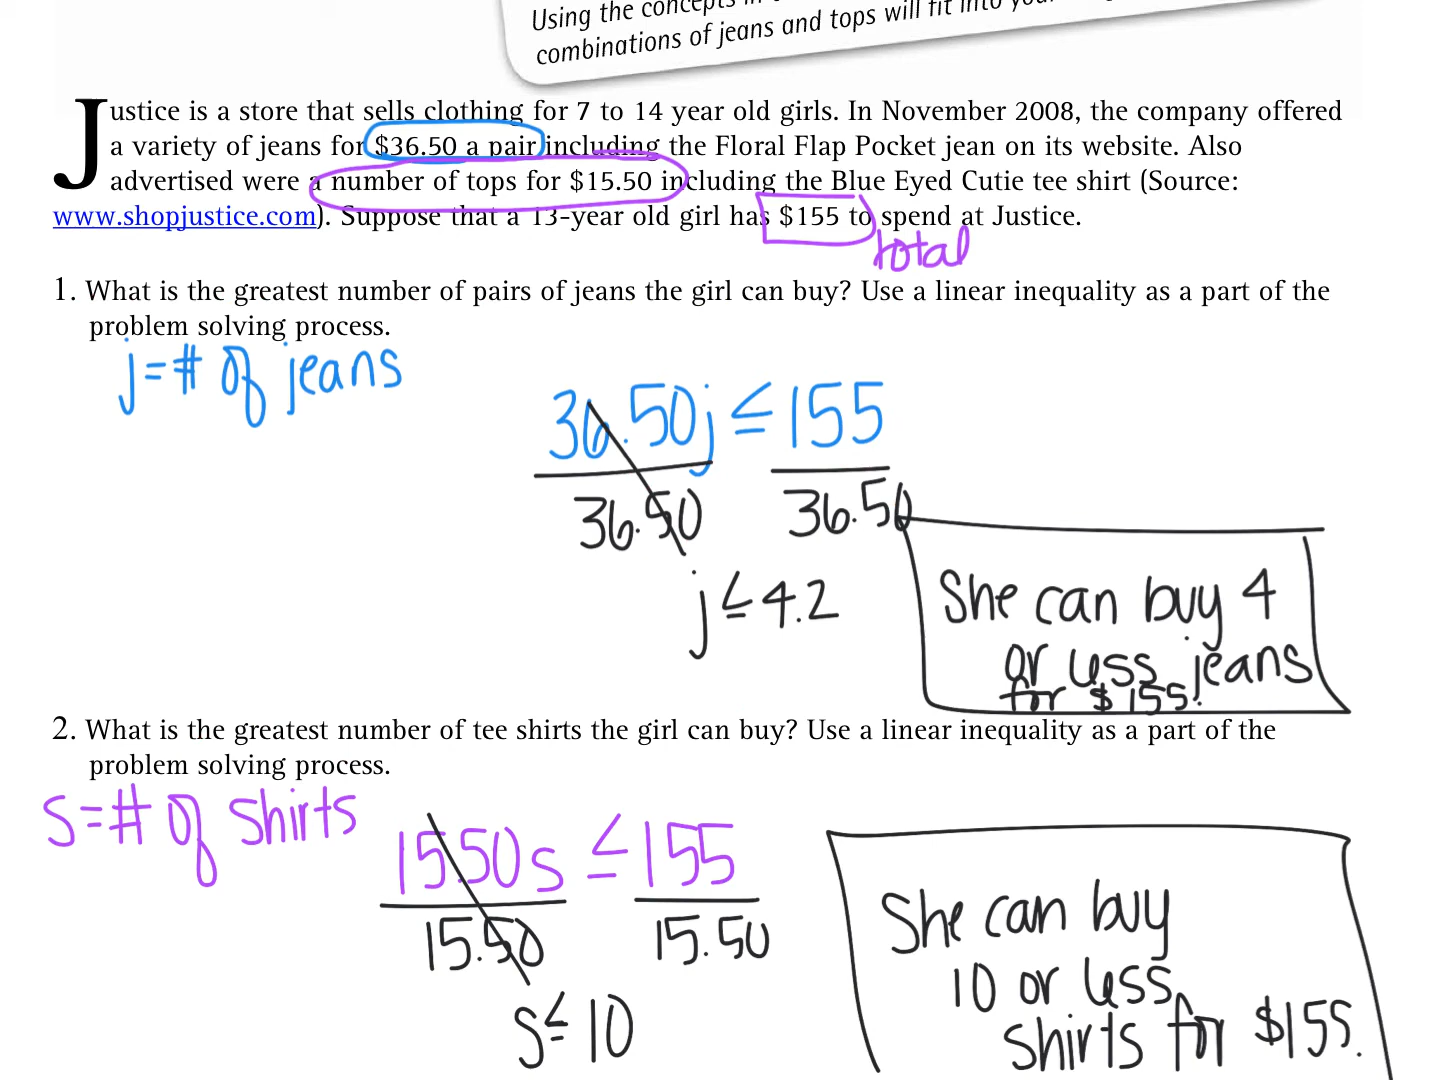 Using the concepts in
combinations of jeans and tops will fit into your
Justice is a store that sells clothing for 7 to 14 year old girls. In November 2008, the company offered
a variety of jeans for $36.50 a pair including the Floral Flap Pocket jean on its website. Also
advertised were a number of tops for $15.50 including the Blue Eyed Cutie tee shirt (Source:
www.shopjustice.com). Suppose that a 13-year old girl has $155 to spend at Justice.
total
1. What is the greatest number of pairs of jeans the girl can buy? Use a linear inequality as a part of the
problem solving process.
j=# of jeans
36.50j ≤ 155
36.50 36.50
j ≤ 4.2
She can buy 4
or less jeans
for $155.
2. What is the greatest number of tee shirts the girl can buy? Use a linear inequality as a part of the
problem solving process.
s=# of shirts
15.50s ≤ 155
15.50 15.50
s ≤ 10
She can buy
10 or less
shirts for $155.